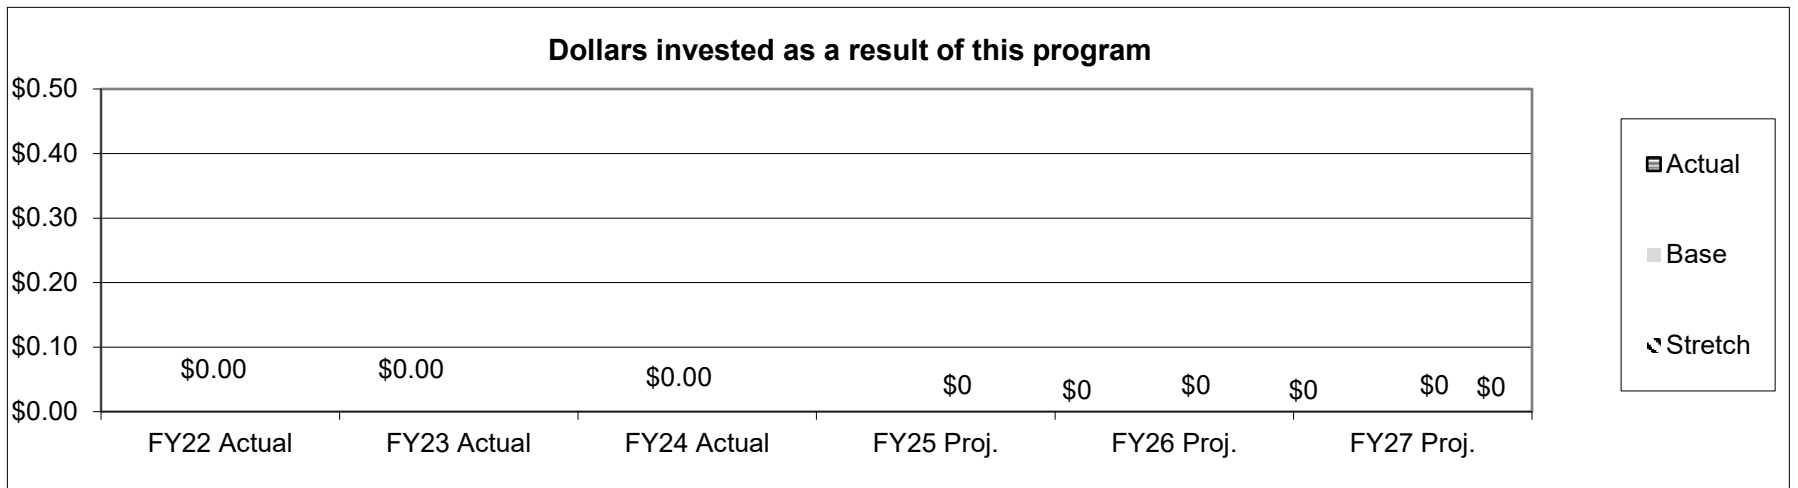 Dollars invested as a result of this program
$0.50
$0.40
$0.30
$0.20
$0.10
$0.00
$0.00 $0.00 $0.00 $0 $0 $0 $0 $0 $0
FY22 Actual FY23 Actual FY24 Actual FY25 Proj. FY26 Proj. FY27 Proj.
Actual
Base
Stretch